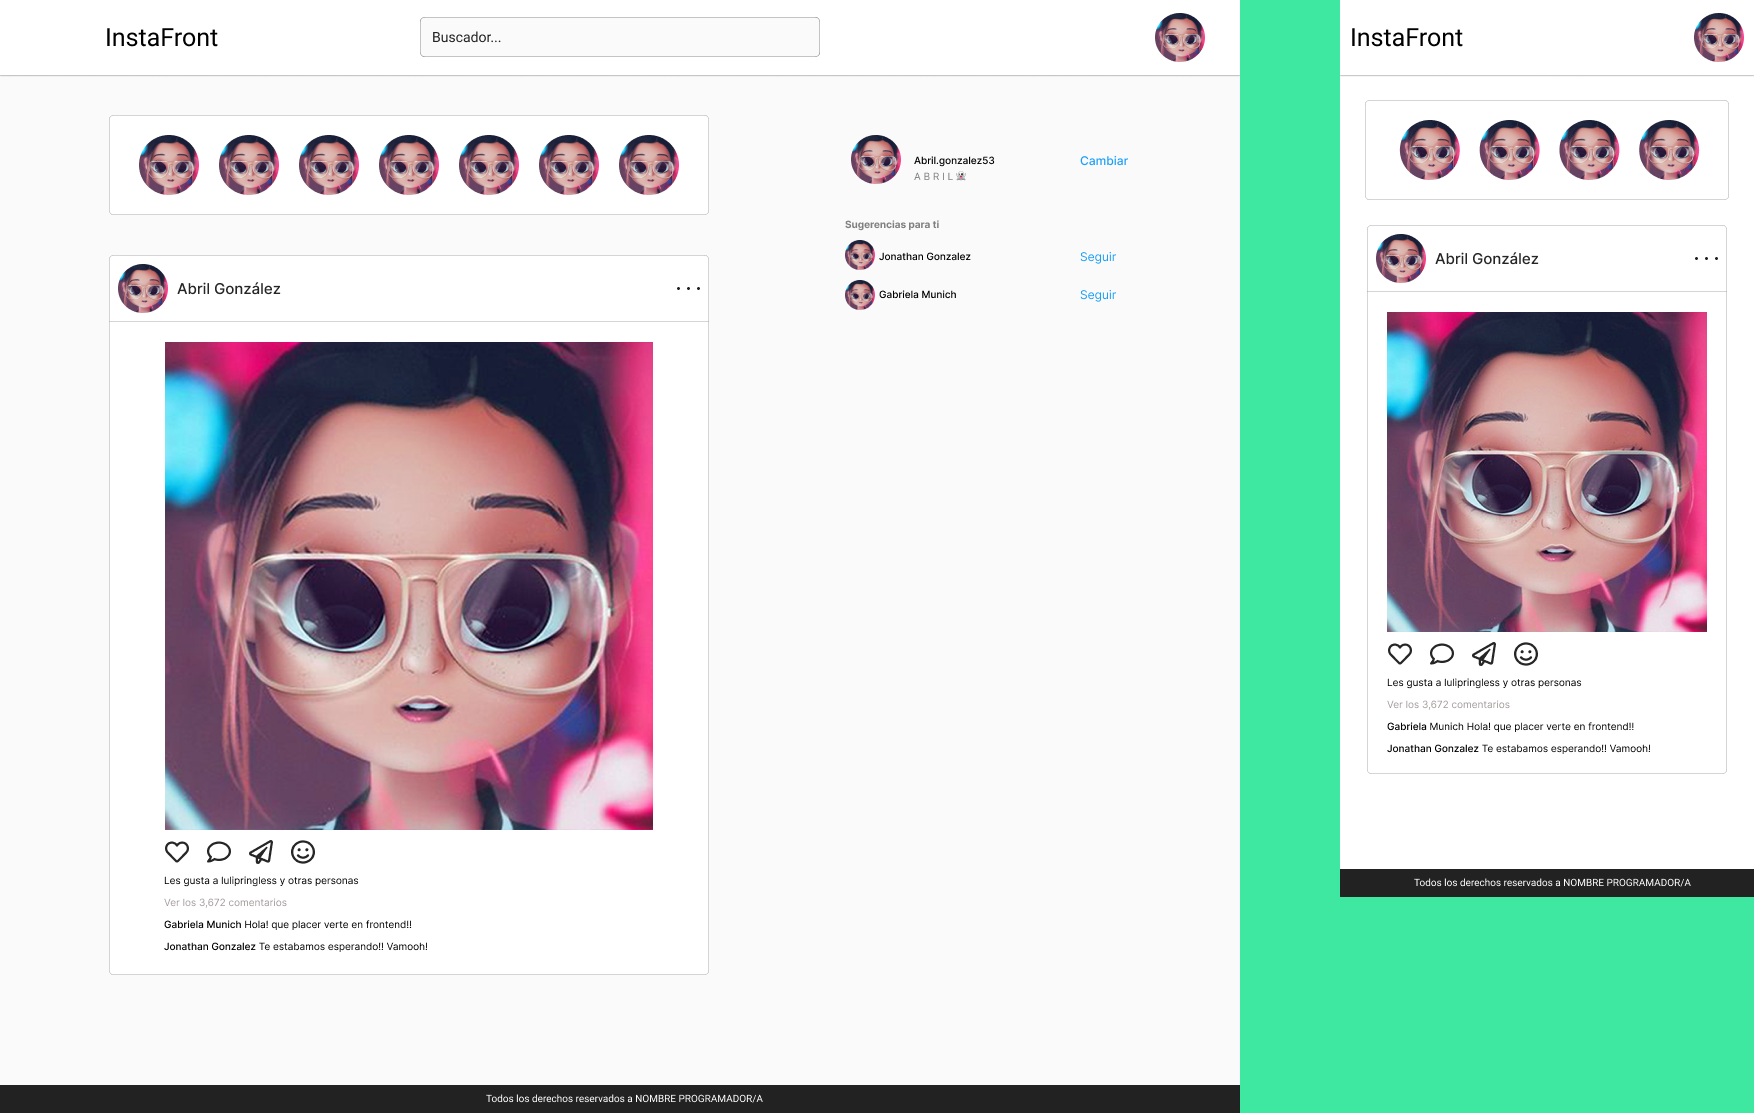 InstaFront
Buscador...
Abril.gonzalez53
Cambiar
A B R I L
Sugerencias para ti
Jonathan Gonzalez
Seguir
Gabriela Munich
Seguir
Abril González
Les gusta a lulipringless y otras personas
Ver los 3,672 comentarios
Gabriela Munich Hola! que placer verte en frontend!!
Jonathan Gonzalez Te estabamos esperando!! Vamooh!
Todos los derechos reservados a NOMBRE PROGRAMADOR/A
InstaFront
Abril González
Les gusta a lulipringless y otras personas
Ver los 3,672 comentarios
Gabriela Munich Hola! que placer verte en frontend!!
Jonathan Gonzalez Te estabamos esperando!! Vamooh!
Todos los derechos reservados a NOMBRE PROGRAMADOR/A